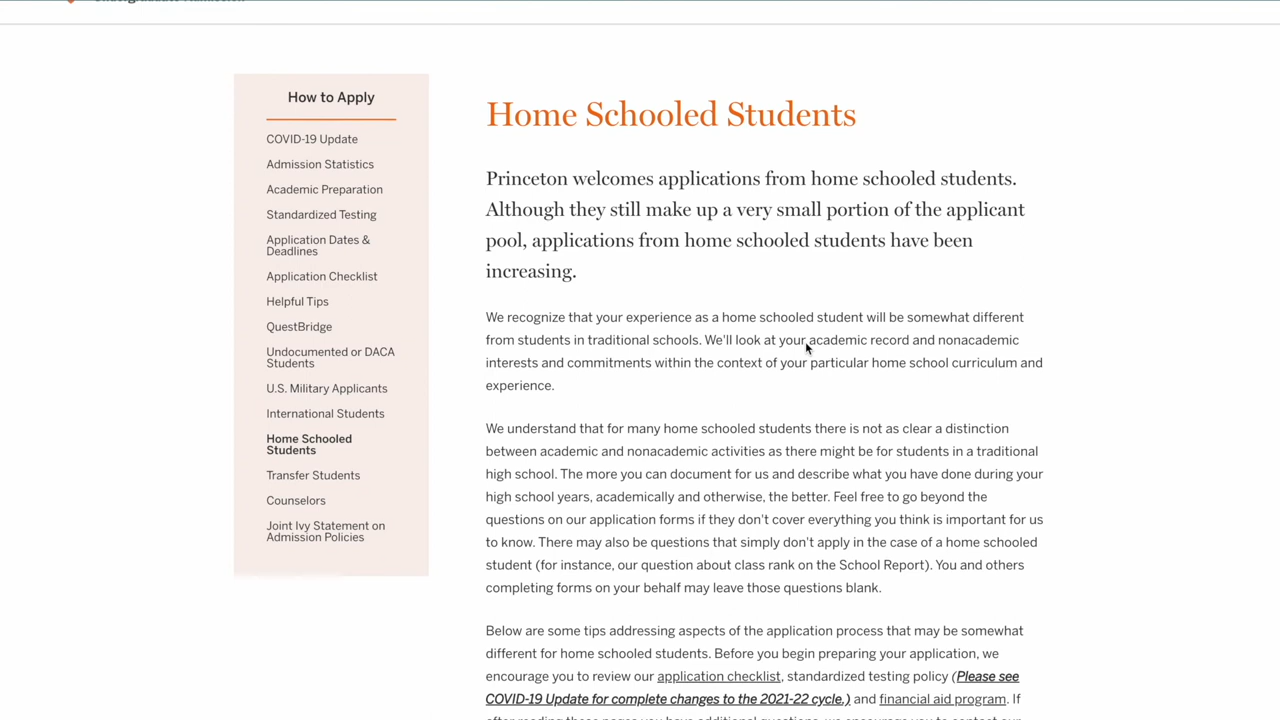 How to Apply
COVID-19 Update
Admission Statistics
Academic Preparation
Standardized Testing
Application Dates &
Deadlines
Application Checklist
Helpful Tips
QuestBridge
Undocumented or DACA
Students
U.S. Military Applicants
International Students
Home Schooled
Students
Transfer Students
Counselors
Joint Ivy Statement on
Admission Policies
Home Schooled Students
Princeton welcomes applications from home schooled students.
Although they still make up a very small portion of the applicant
pool, applications from home schooled students have been
increasing.
We recognize that your experience as a home schooled student will be somewhat different
from students in traditional schools. We'll look at your academic record and nonacademic
interests and commitments within the context of your particular home school curriculum and
experience.
We understand that for many home schooled students there is not as clear a distinction
between academic and nonacademic activities as there might be for students in a traditional
high school. The more you can document for us and describe what you have done during your
high school years, academically and otherwise, the better. Feel free to go beyond the
questions on our application forms if they don't cover everything you think is important for us
to know. There may also be questions that simply don't apply in the case of a home schooled
student (for instance, our question about class rank on the School Report). You and others
completing forms on your behalf may leave those questions blank.
Below are some tips addressing aspects of the application process that may be somewhat
different for home schooled students. Before you begin preparing your application, we
encourage you to review our application checklist, standardized testing policy (Please see
COVID-19 Update for complete changes to the 2021-22 cycle.) and financial aid program. If